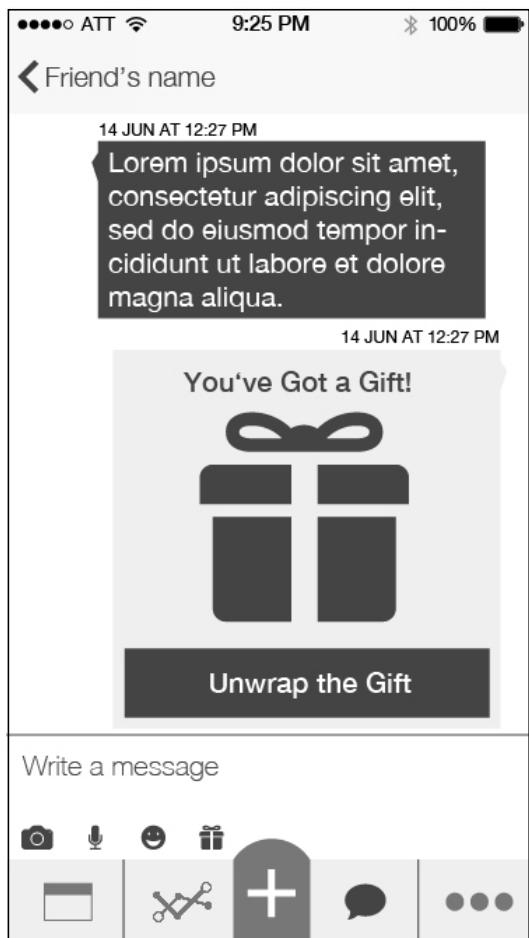 ATT 9:25 PM 100%
Friend's name
14 JUN AT 12:27 PM
Lorem ipsum dolor sit amet,
consectetur adipiscing elit,
sed do eiusmod tempor in-
cididunt ut labore et dolore
magna aliqua.
14 JUN AT 12:27 PM
You‘ve Got a Gift!
Unwrap the Gift
Write a message